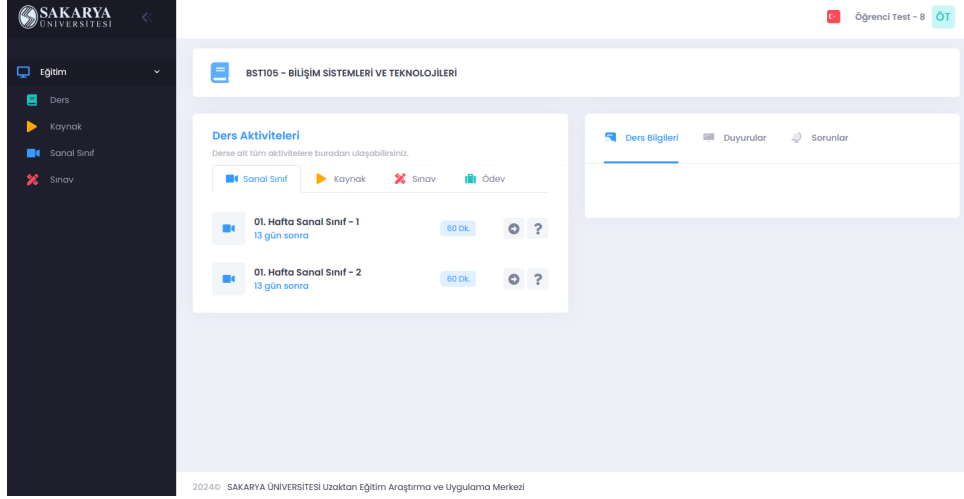 SAKARYA
ÜNİVERSİTESİ
Öğrenci Test - 8 ÖT
Eğitim
Ders
Kaynak
Sanal Sınıf
Sınav
BST105 - BİLİŞİM SİSTEMLERİ VE TEKNOLOJİLERİ
Ders Aktiviteleri
Derse ait tüm aktivitelere buradan ulaşabilirsiniz.
Sanal Sınıf Kaynak Sınav Ödev
01. Hafta Sanal Sınıf - 1
13 gün sonra
60 Dk. ?
01. Hafta Sanal Sınıf - 2
13 gün sonra
60 Dk. ?
Ders Bilgileri Duyurular Sorunlar
2024© SAKARYA ÜNİVERSİTESİ Uzaktan Eğitim Araştırma ve Uygulama Merkezi